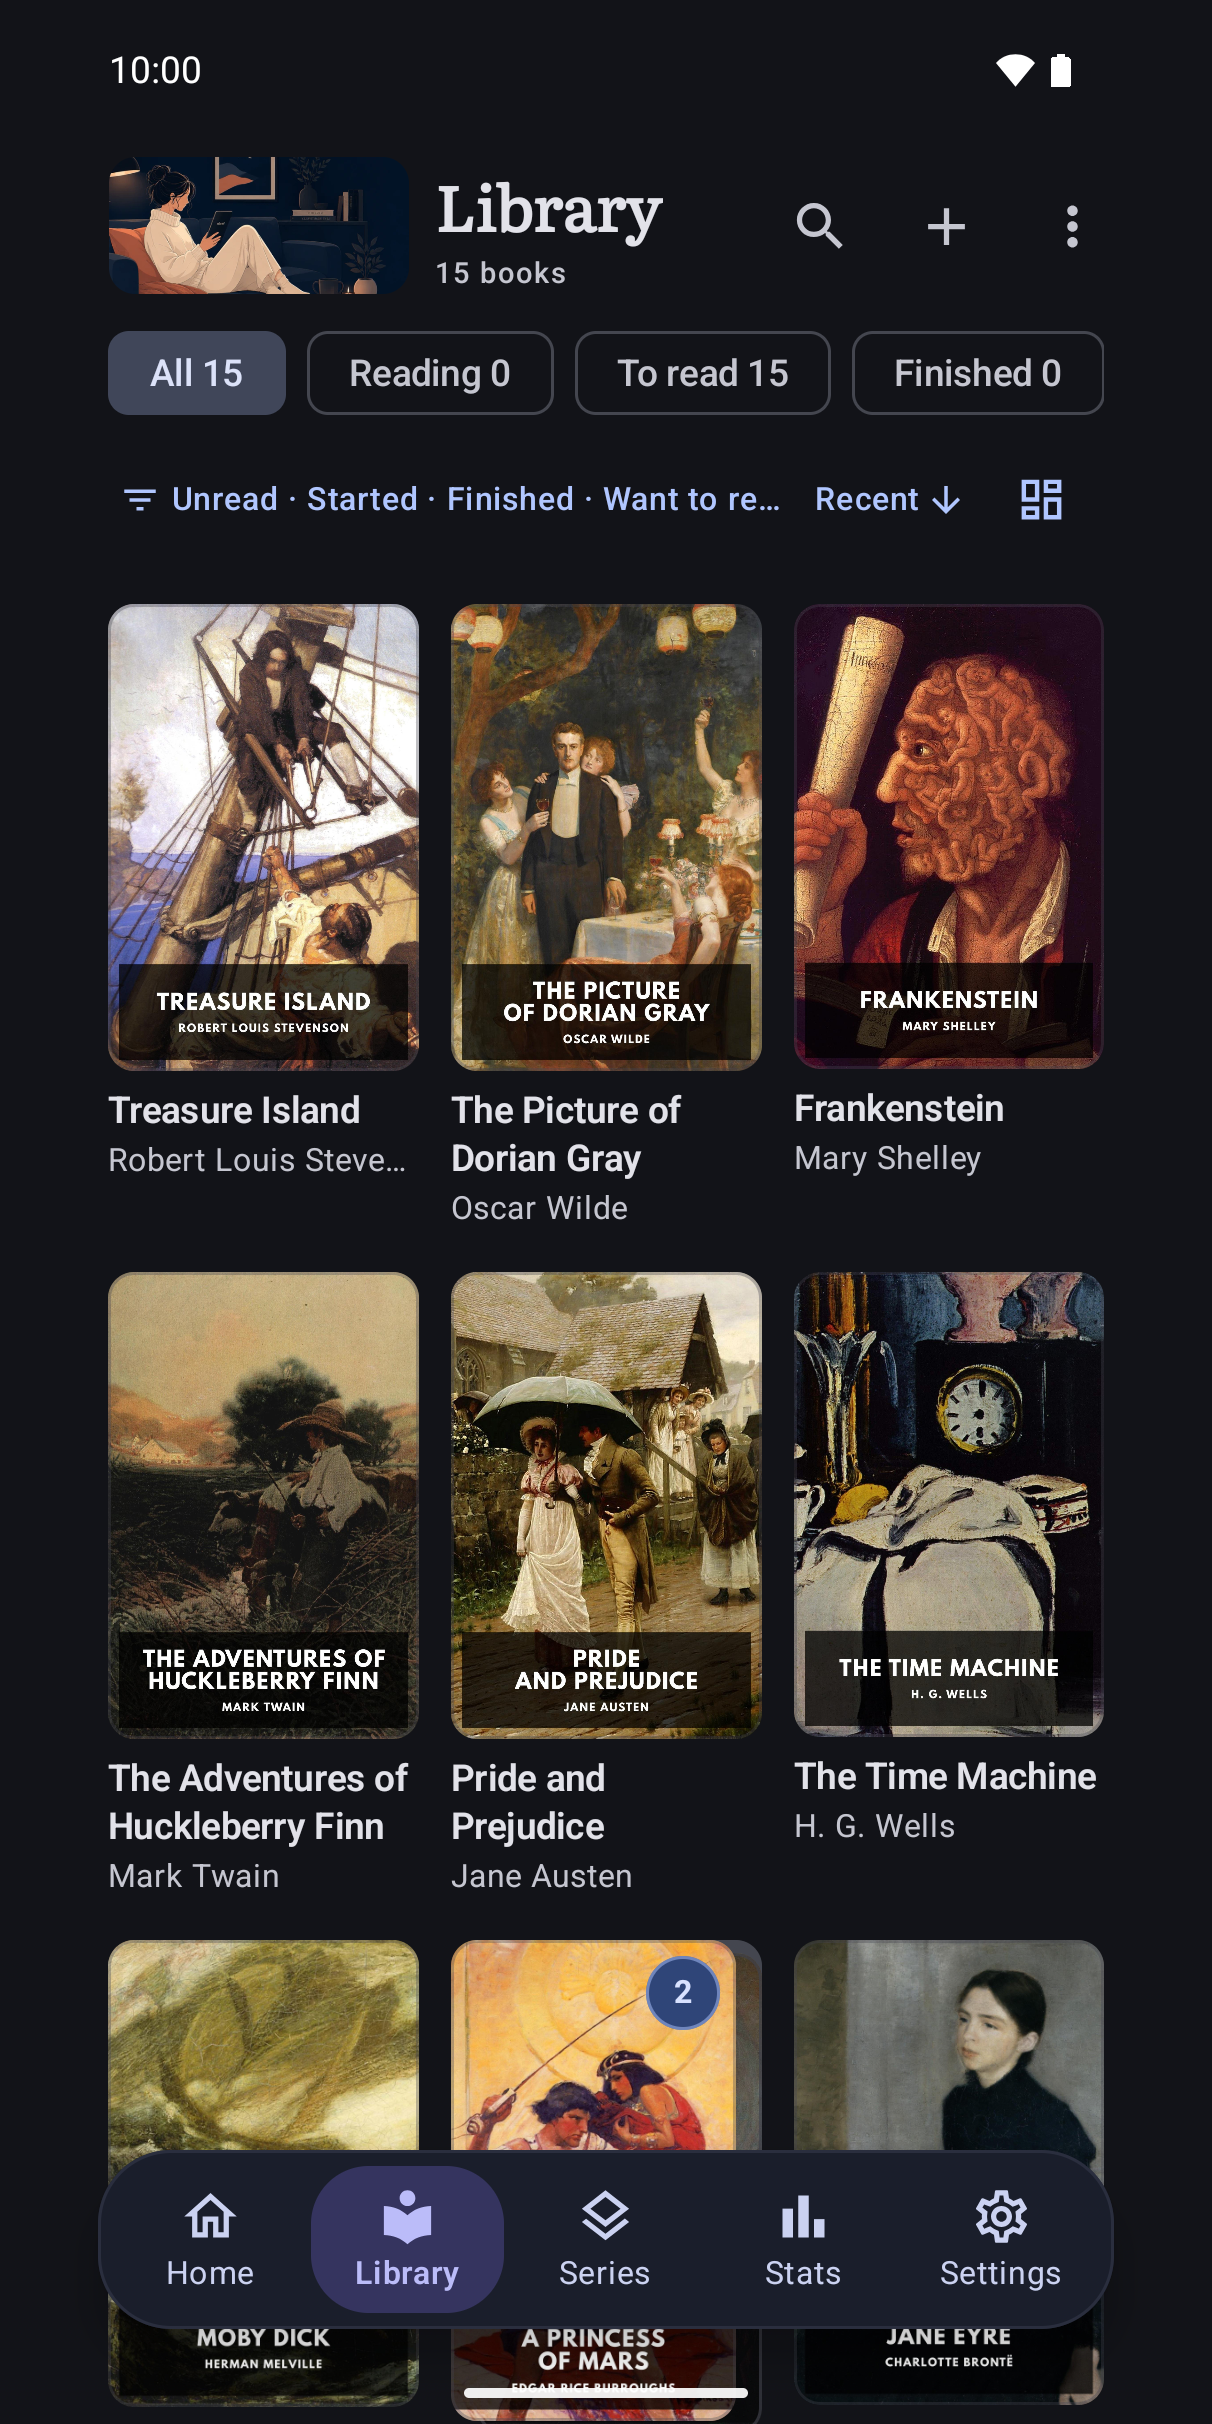 10:00
Library
15 books
All 15
Reading 0
To read 15
Finished 0
Unread · Started · Finished · Want to re...
Recent
TREASURE ISLAND
ROBERT LOUIS STEVENSON
THE PICTURE
OF DORIAN GRAY
OSCAR WILDE
FRANKENSTEIN
MARY SHELLEY
Treasure Island
Robert Louis Steve...
The Picture of
Dorian Gray
Oscar Wilde
Frankenstein
Mary Shelley
THE ADVENTURES OF
HUCKLEBERRY FINN
MARK TWAIN
PRIDE
AND PREJUDICE
JANE AUSTEN
THE TIME MACHINE
H. G. WELLS
The Adventures of
Huckleberry Finn
Mark Twain
Pride and
Prejudice
Jane Austen
The Time Machine
H. G. Wells
2
Home
Library
Series
Stats
Settings
MOBY DICK
HERMAN MELVILLE
A PRINCESS
OF MARS
EDGAR RICE BURROUGHS
JANE EYRE
CHARLOTTE BRONTË